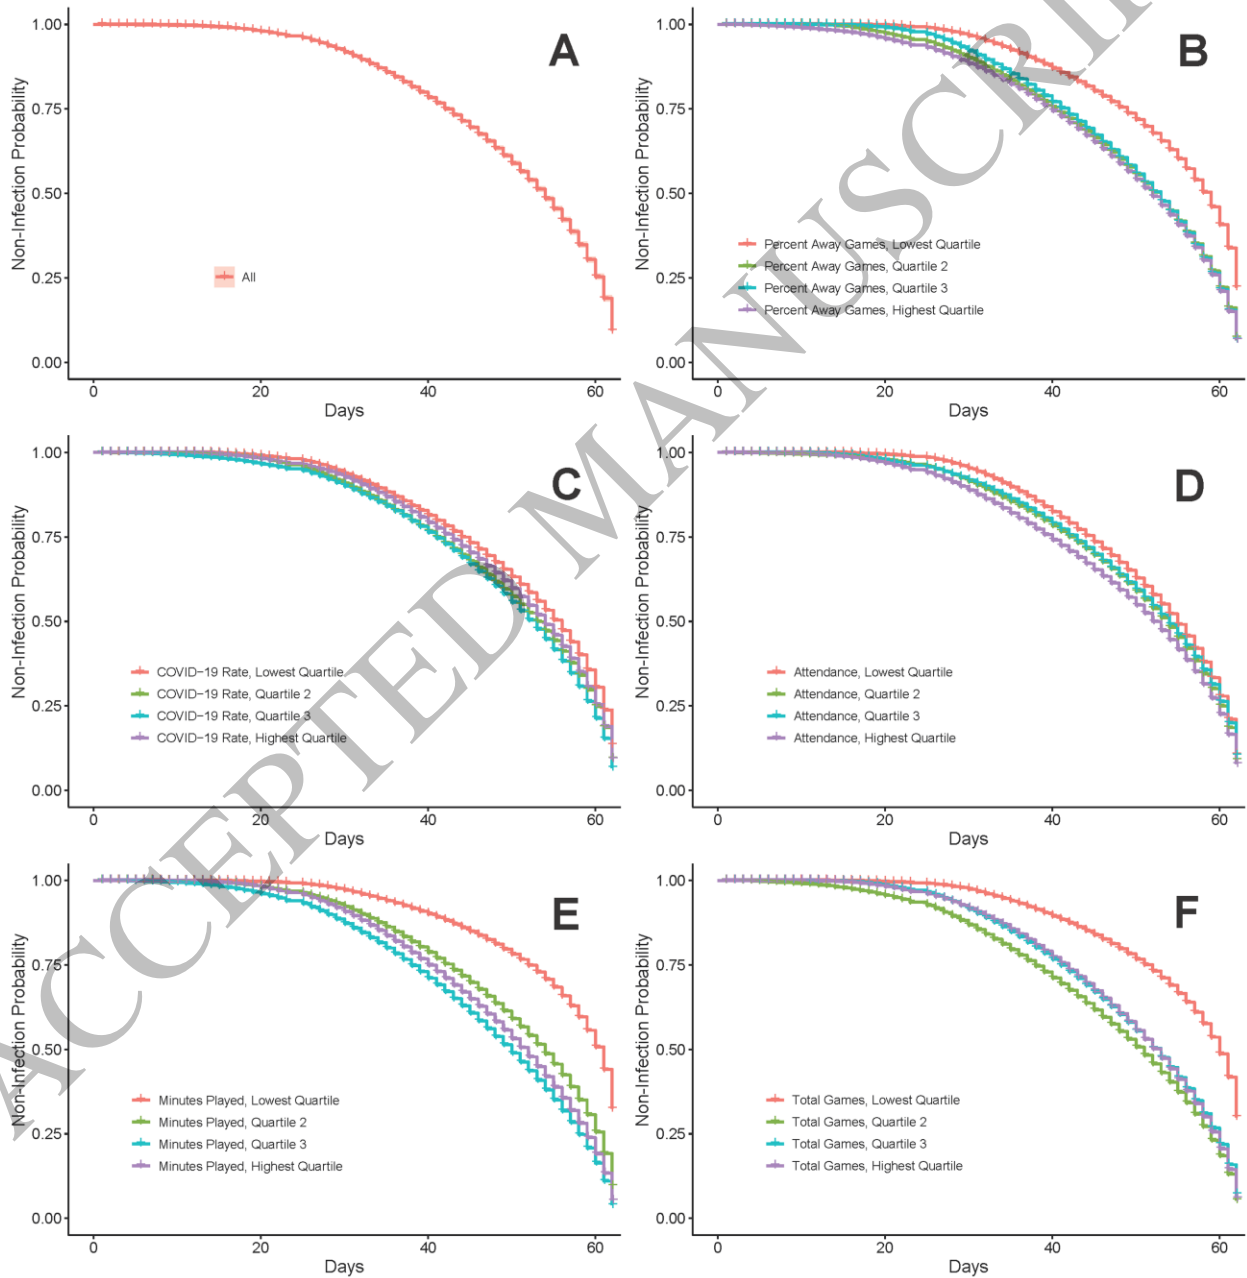 A
Non-Infection Probability
1.00
0.75
0.50
0.25
0.00
All
0 20 40 60
Days
B
Non-Infection Probability
1.00
0.75
0.50
0.25
0.00
Percent Away Games, Lowest Quartile
Percent Away Games, Quartile 2
Percent Away Games, Quartile 3
Percent Away Games, Highest Quartile
0 20 40 60
Days
C
Non-Infection Probability
1.00
0.75
0.50
0.25
0.00
COVID−19 Rate, Lowest Quartile
COVID−19 Rate, Quartile 2
COVID−19 Rate, Quartile 3
COVID−19 Rate, Highest Quartile
0 20 40 60
Days
D
Non-Infection Probability
1.00
0.75
0.50
0.25
0.00
Attendance, Lowest Quartile
Attendance, Quartile 2
Attendance, Quartile 3
Attendance, Highest Quartile
0 20 40 60
Days
E
Non-Infection Probability
1.00
0.75
0.50
0.25
0.00
Minutes Played, Lowest Quartile
Minutes Played, Quartile 2
Minutes Played, Quartile 3
Minutes Played, Highest Quartile
0 20 40 60
Days
F
Non-Infection Probability
1.00
0.75
0.50
0.25
0.00
Total Games, Lowest Quartile
Total Games, Quartile 2
Total Games, Quartile 3
Total Games, Highest Quartile
0 20 40 60
Days
ACCEPTED MANUSCRI